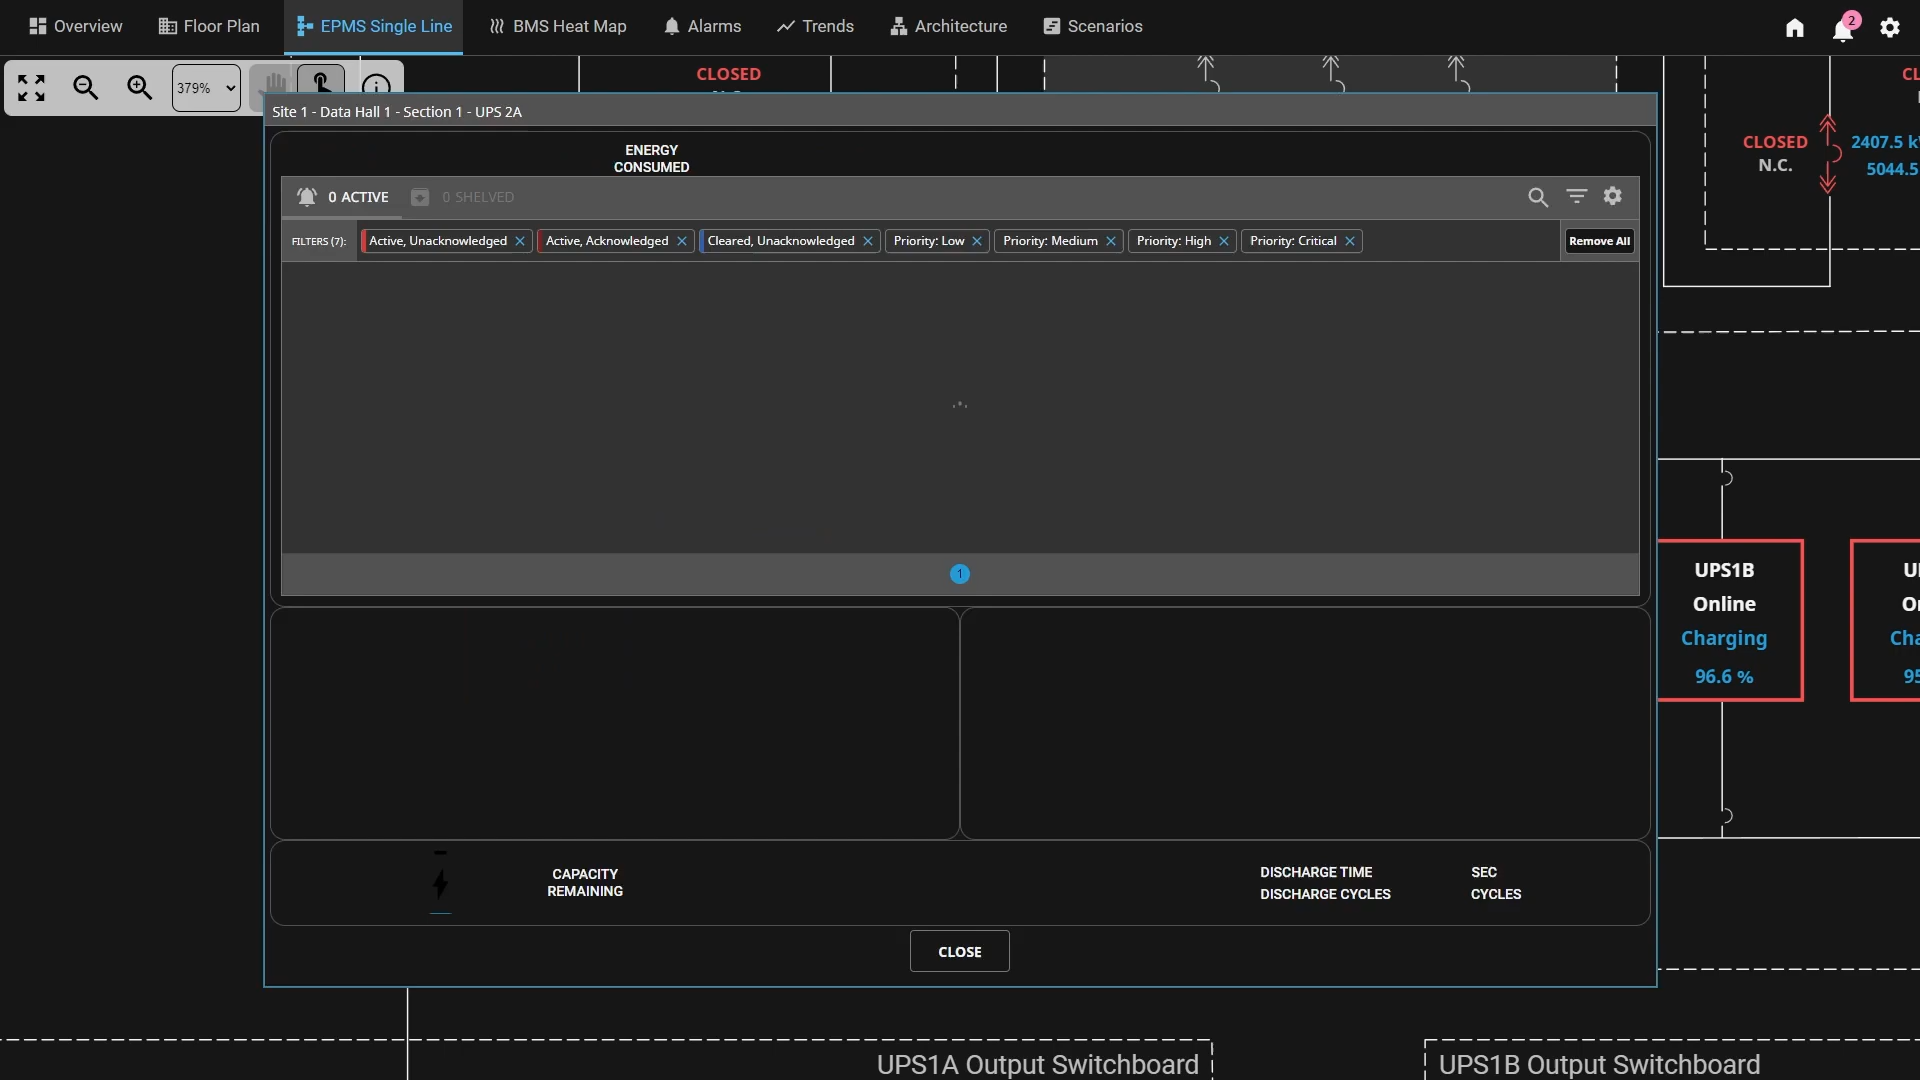 Overview
Floor Plan
EPMS Single Line
BMS Heat Map
Alarms
Trends
Architecture
Scenarios
2
379%
CLOSED
Site 1 - Data Hall 1 - Section 1 - UPS 2A
ENERGY
CONSUMED
0 ACTIVE
0 SHELVED
FILTERS (7):
Active, Unacknowledged
Active, Acknowledged
Cleared, Unacknowledged
Priority: Low
Priority: Medium
Priority: High
Priority: Critical
Remove All
1
CAPACITY
REMAINING
DISCHARGE TIME
SEC
DISCHARGE CYCLES
CYCLES
CLOSE
CLOSED
N.C.
2407.5
5044.5
UPS1B
Online
Charging
96.6 %
UPS1A Output Switchboard
UPS1B Output Switchboard